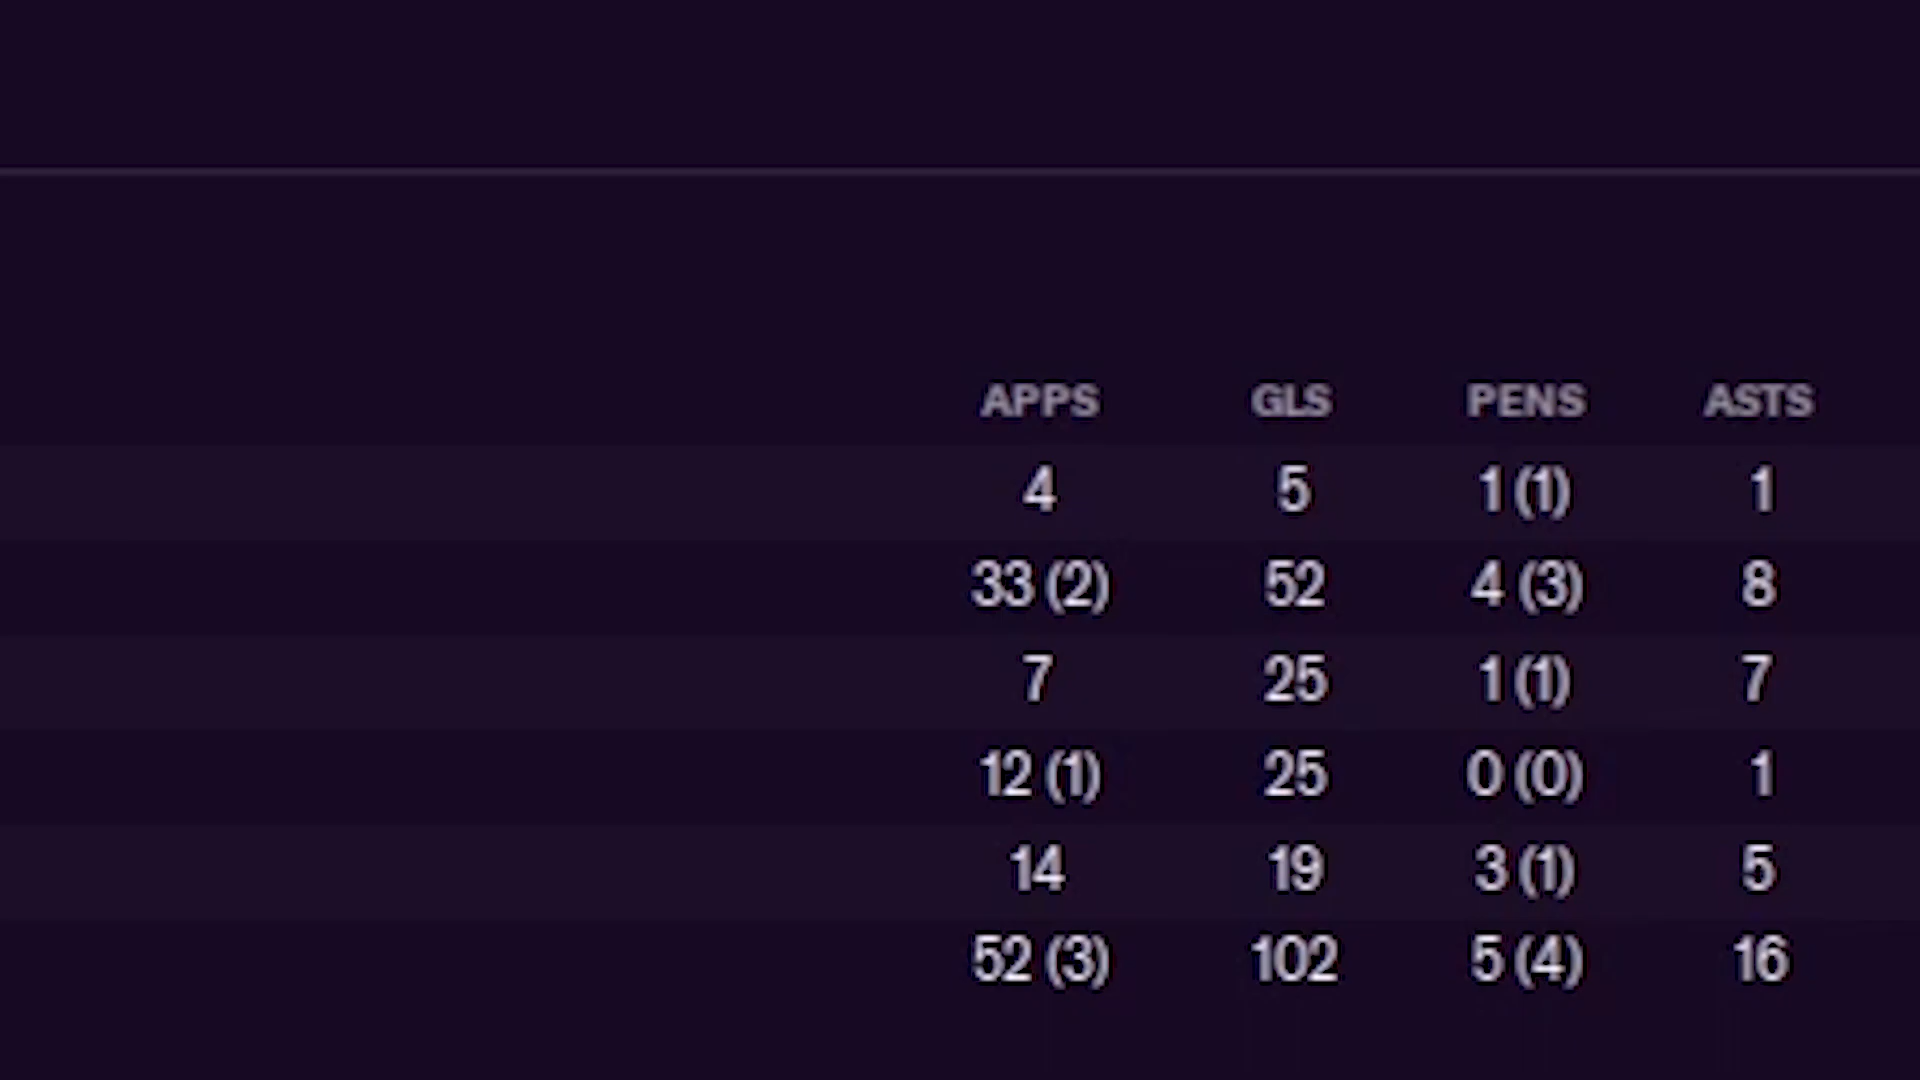 APPS GLS PENS ASTS
4 5 1 (1) 1
33 (2) 52 4 (3) 8
7 25 1 (1) 7
12 (1) 25 0 (0) 1
14 19 3 (1) 5
52 (3) 102 5 (4) 16